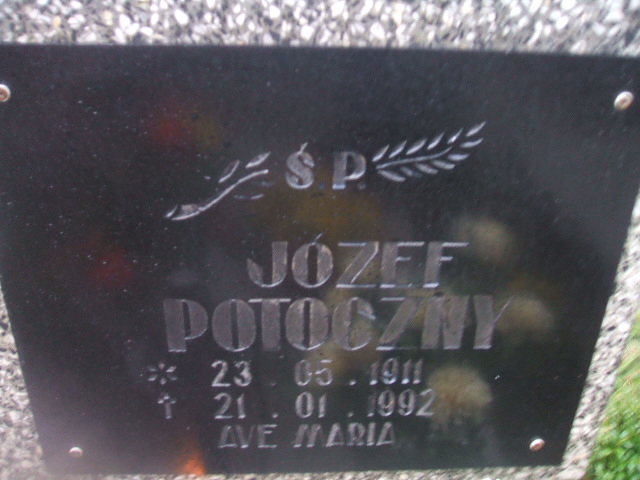 Ś.P.
JÓZEF
POTOCZNY
* 23.05.1911
† 21.01.1992
AVE MARIA